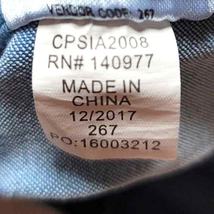 VENDOR CODE: 267
CPSIA2008
RN# 140977
MADE IN
CHINA
12/2017
267
PO:16003212